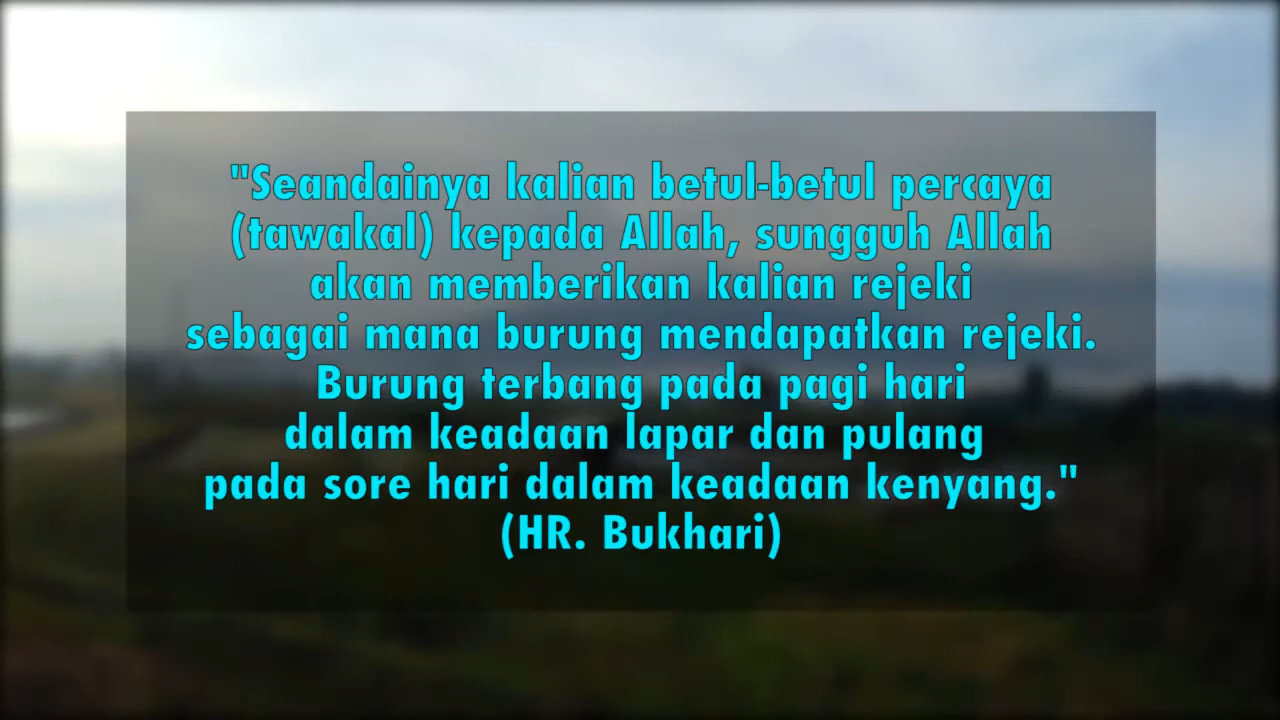 "Seandainya kalian betul-betul percaya
(tawakal) kepada Allah, sungguh Allah
akan memberikan kalian rejeki
sebagai mana burung mendapatkan rejeki.
Burung terbang pada pagi hari
dalam keadaan lapar dan pulang
pada sore hari dalam keadaan kenyang."
(HR. Bukhari)